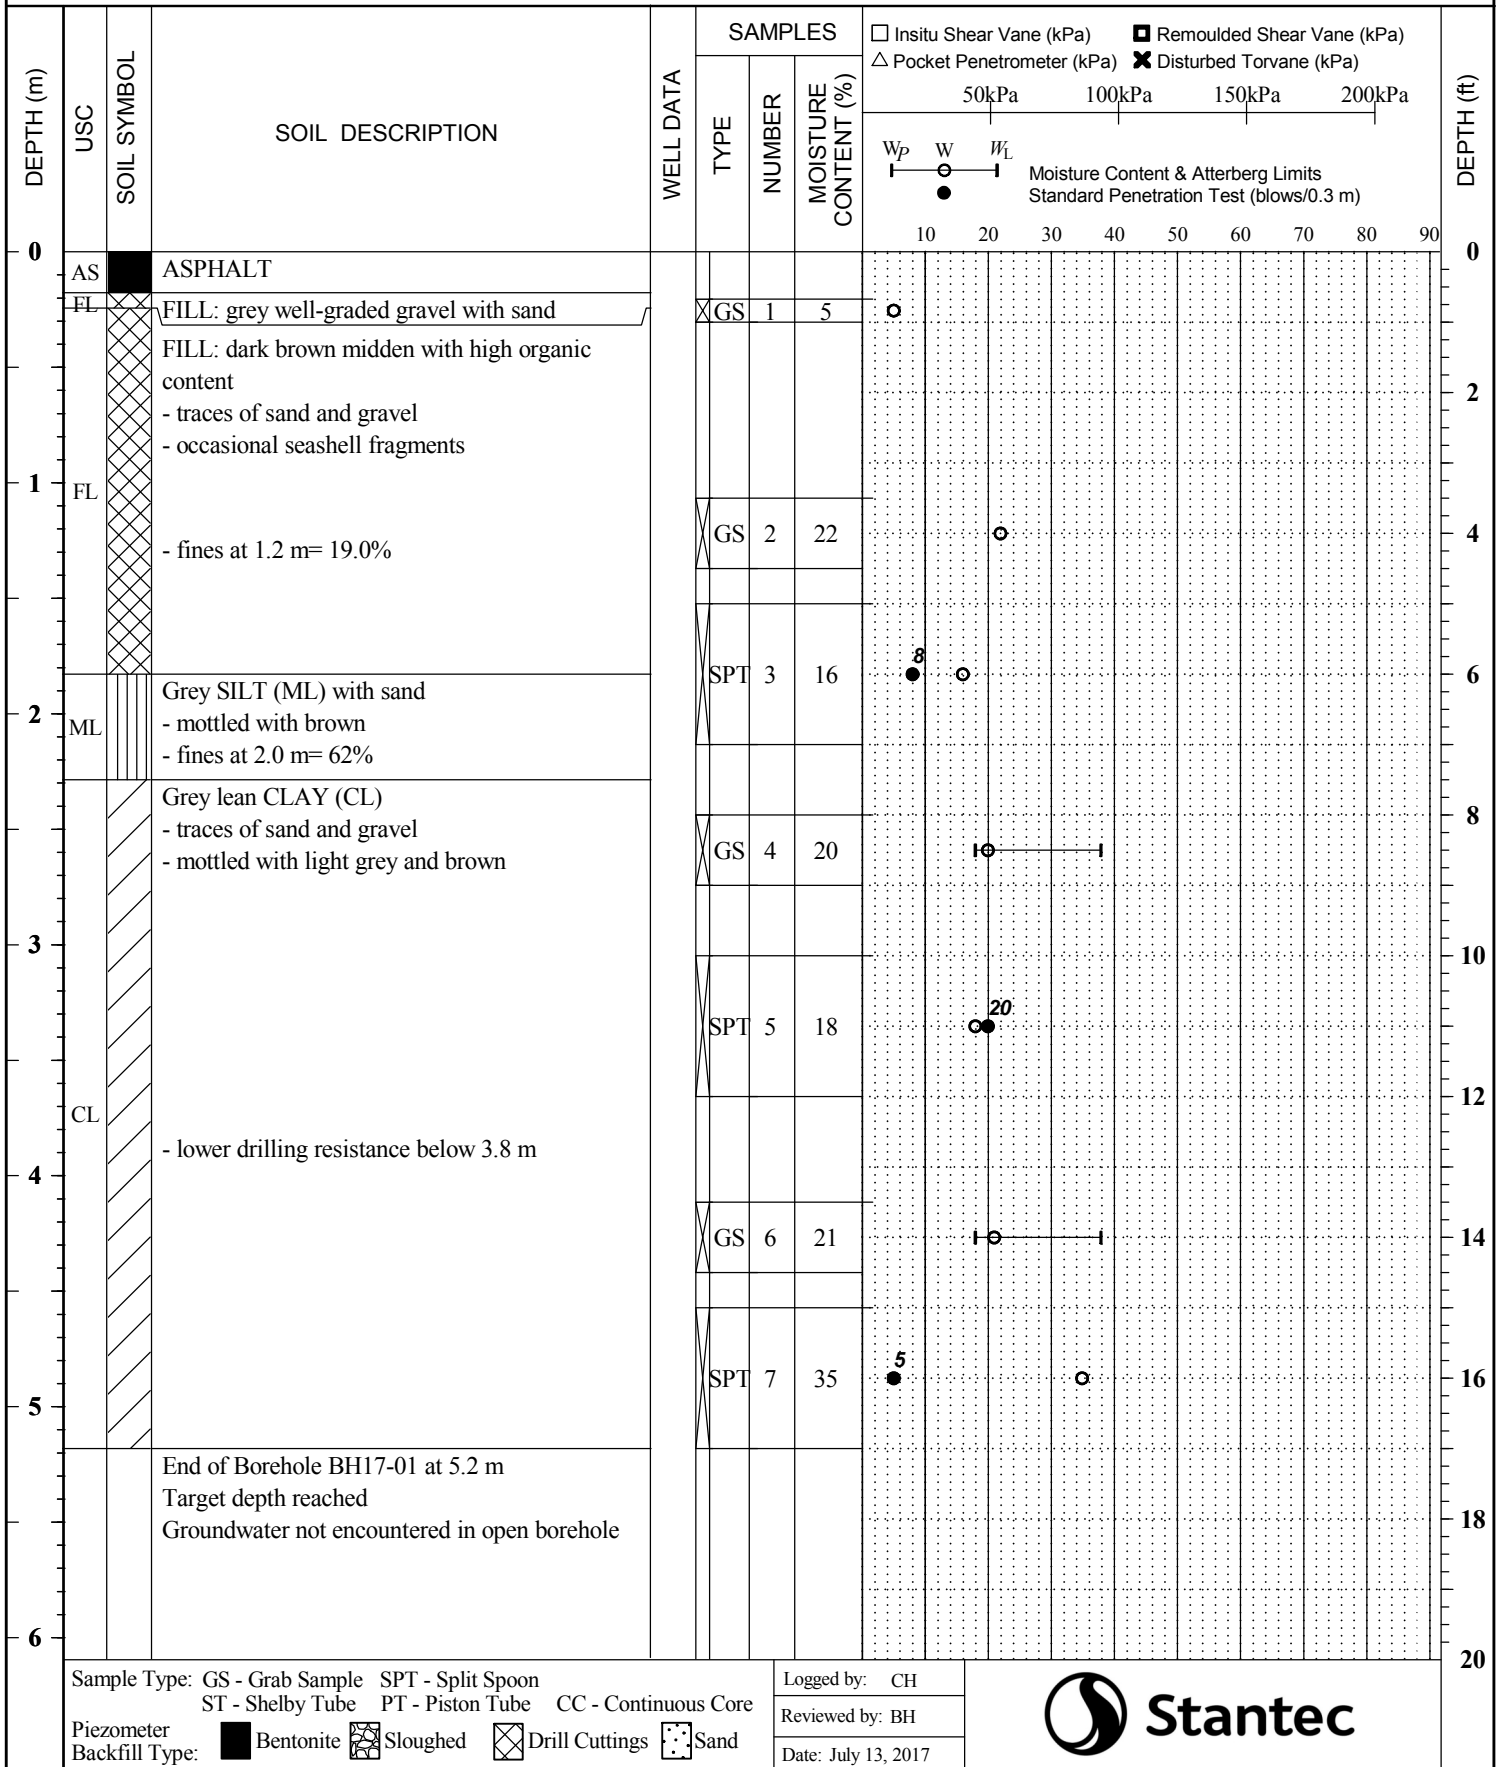 DEPTH (m)
USC
SOIL SYMBOL
SOIL DESCRIPTION
WELL DATA
SAMPLES
TYPE
NUMBER
MOISTURE
CONTENT (%)
Insitu Shear Vane (kPa)
Remoulded Shear Vane (kPa)
Pocket Penetrometer (kPa)
Disturbed Torvane (kPa)
50kPa 100kPa 150kPa 200kPa
WP W WL
Moisture Content & Atterberg Limits
Standard Penetration Test (blows/0.3 m)
10 20 30 40 50 60 70 80 90
DEPTH (ft)
0
AS
ASPHALT
0
FL
FILL: grey well-graded gravel with sand
GS 1 5
FILL: dark brown midden with high organic
content
2
- traces of sand and gravel
- occasional seashell fragments
1
FL
GS 2 22
4
- fines at 1.2 m= 19.0%
SPT 3 16
8
6
Grey SILT (ML) with sand
2
ML
- mottled with brown
- fines at 2.0 m= 62%
Grey lean CLAY (CL)
8
- traces of sand and gravel
- mottled with light grey and brown
GS 4 20
3
10
SPT 5 18
20
12
CL
- lower drilling resistance below 3.8 m
4
GS 6 21
14
SPT 7 35
5
16
5
End of Borehole BH17-01 at 5.2 m
Target depth reached
Groundwater not encountered in open borehole
18
6
20
Sample Type: GS - Grab Sample SPT - Split Spoon
ST - Shelby Tube PT - Piston Tube CC - Continuous Core
Piezometer
Backfill Type:
Bentonite Sloughed Drill Cuttings Sand
Logged by: CH
Reviewed by: BH
Date: July 13, 2017
Stantec